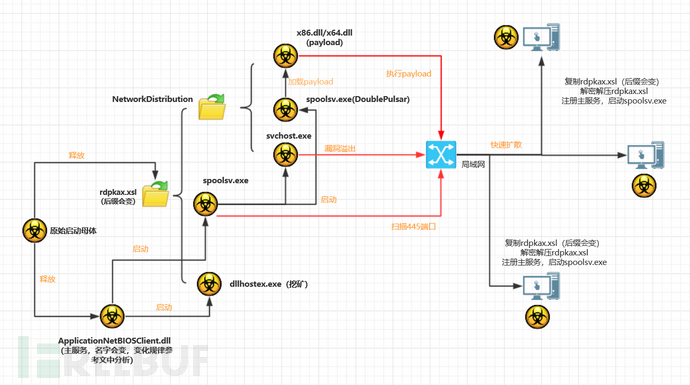 x86.dll/x64.dll
(payload)
执行payload
加载payload
NetworkDistribution
spoolsv.exe(DoublePulsar)
svchost.exe
漏洞溢出
局域网
快速扩散
复制rdpkax.xsl（后缀会变）
解密解压rdpkax.xsl
注册主服务，启动spoolsv.exe
释放
rdpkax.xsl
(后缀会变)
spoolsv.exe
启动
扫描445端口
原始启动母体
启动
释放
启动
dllhostex.exe（挖矿）
复制rdpkax.xsl（后缀会变）
解密解压rdpkax.xsl
注册主服务，启动spoolsv.exe
ApplicationNetBIOSClient.dll
(主服务，名字会变，变化规律参
考文中分析)
FREEBUF